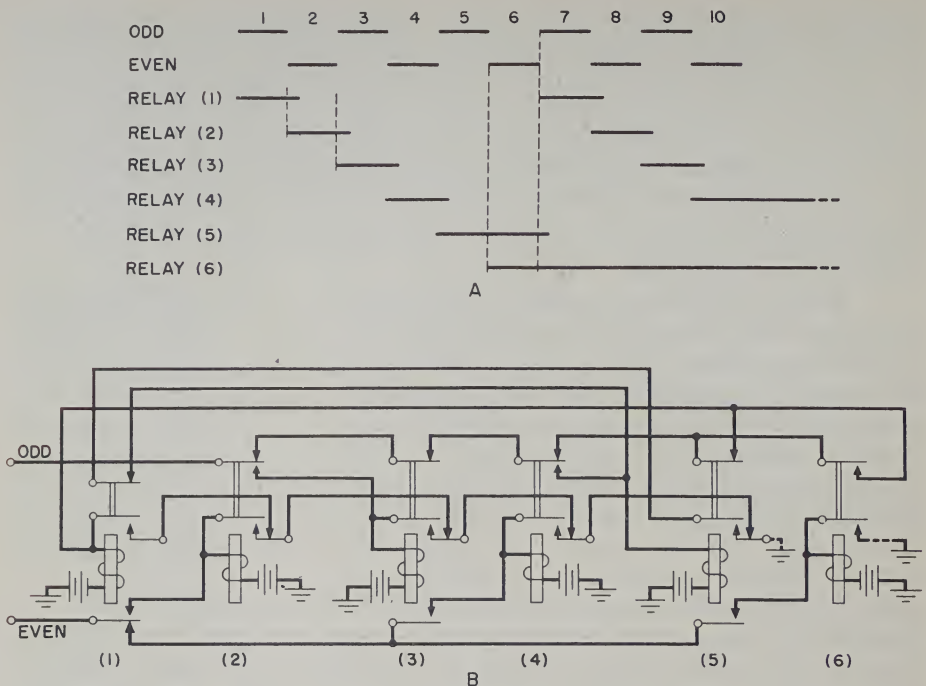 1 2 3 4 5 6 7 8 9 10
ODD
EVEN
RELAY (1)
RELAY (2)
RELAY (3)
RELAY (4)
RELAY (5)
RELAY (6)
A
ODD
EVEN
(1) (2) (3) (4) (5) (6)
B